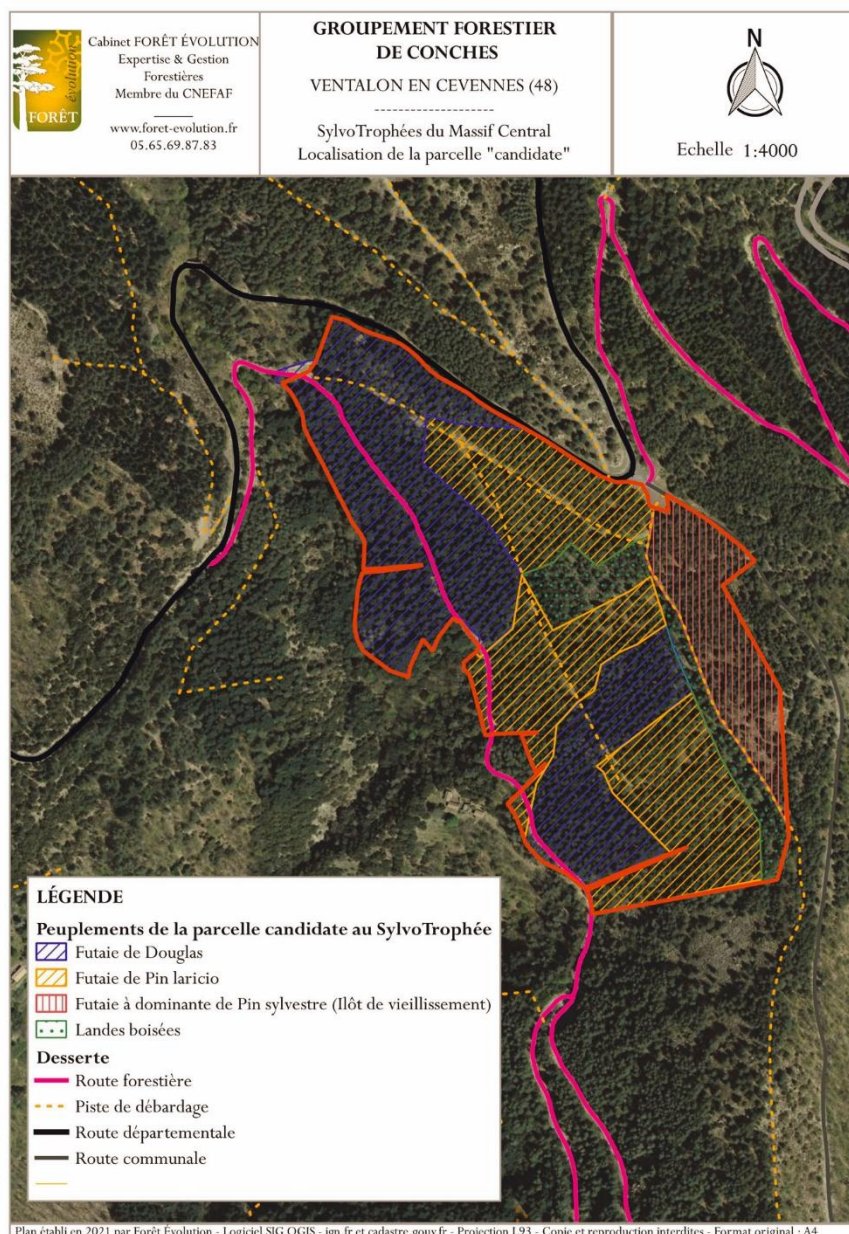 FORÊT
évolution
Cabinet FORÊT ÉVOLUTION
Expertise & Gestion
Forestières
Membre du CNEFAF
www.foret-evolution.fr
05.65.69.87.83
GROUPEMENT FORESTIER
DE CONCHES
VENTALON EN CEVENNES (48)
--------------------
SylvoTrophées du Massif Central
Localisation de la parcelle "candidate"
N
Echelle 1:4000
LÉGENDE
Peuplements de la parcelle candidate au SylvoTrophée
Futaie de Douglas
Futaie de Pin laricio
Futaie à dominante de Pin sylvestre (Ilôt de vieillissement)
Landes boisées
Desserte
Route forestière
Piste de débardage
Route départementale
Route communale
Plan établi en 2021 par Forêt Évolution - Logiciel SIG QGIS - ign.fr et cadastre.gouv.fr - Projection L93 - Copie et reproduction interdites - Format original : A4